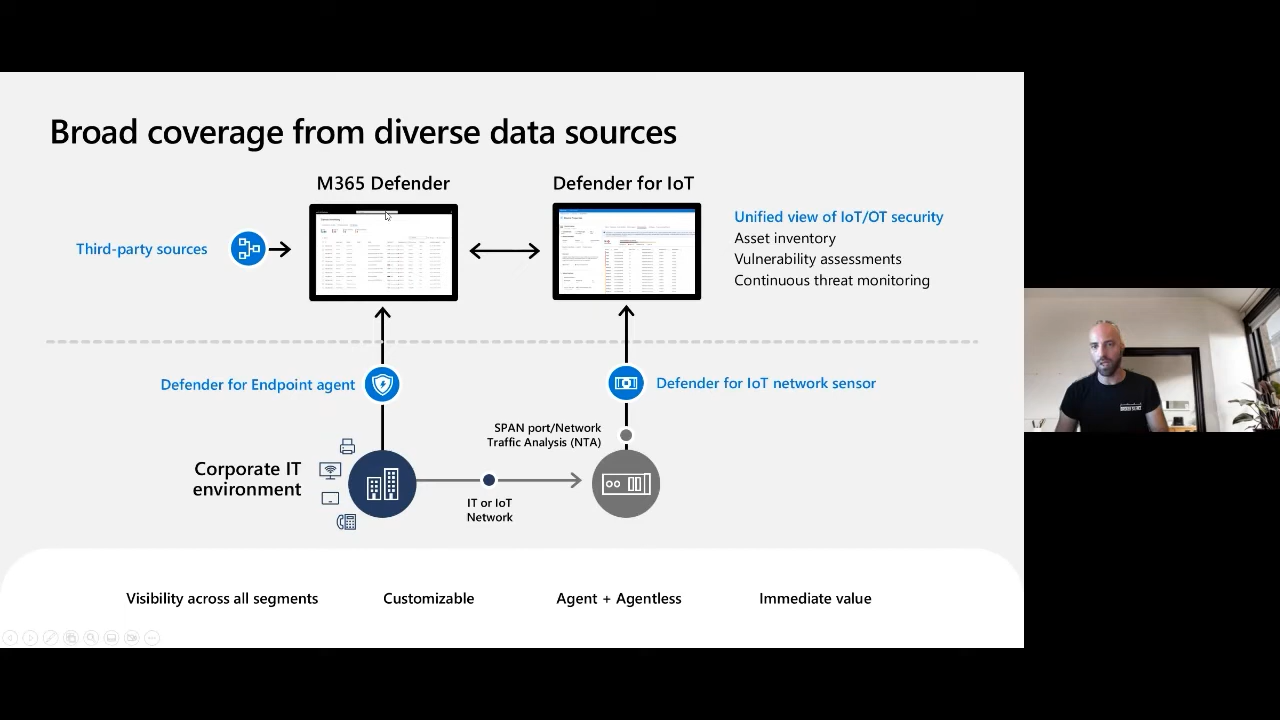 Broad coverage from diverse data sources
M365 Defender
Defender for IoT
Third-party sources
Unified view of IoT/OT security
Asset inventory
Vulnerability assessments
Continuous threat monitoring
Defender for Endpoint agent
Defender for IoT network sensor
SPAN port/Network
Traffic Analysis (NTA)
Corporate IT
environment
IT or IoT
Network
Visibility across all segments
Customizable
Agent + Agentless
Immediate value